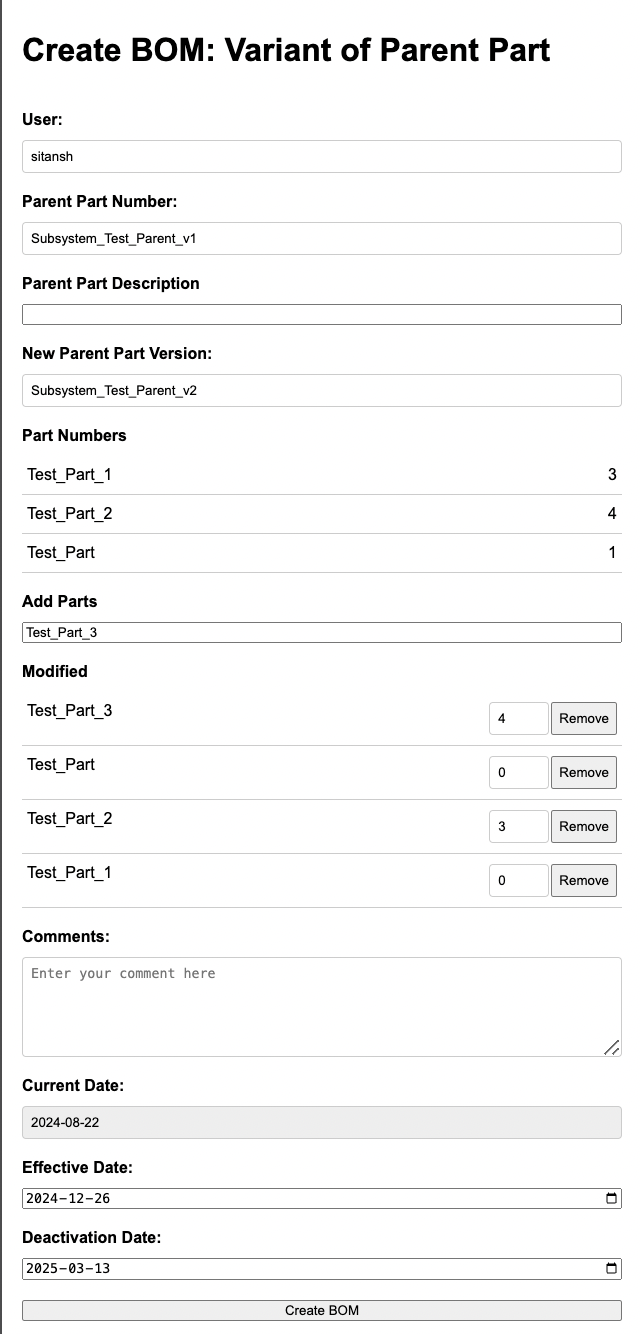 Create BOM: Variant of Parent Part
User:
sitansh
Parent Part Number:
Subsystem_Test_Parent_v1
Parent Part Description
New Parent Part Version:
Subsystem_Test_Parent_v2
Part Numbers
Test_Part_1 3
Test_Part_2 4
Test_Part 1
Add Parts
Test_Part_3
Modified
Test_Part_3 4 Remove
Test_Part 0 Remove
Test_Part_2 3 Remove
Test_Part_1 0 Remove
Comments:
Enter your comment here
Current Date:
2024-08-22
Effective Date:
2024-12-26
Deactivation Date:
2025-03-13
Create BOM